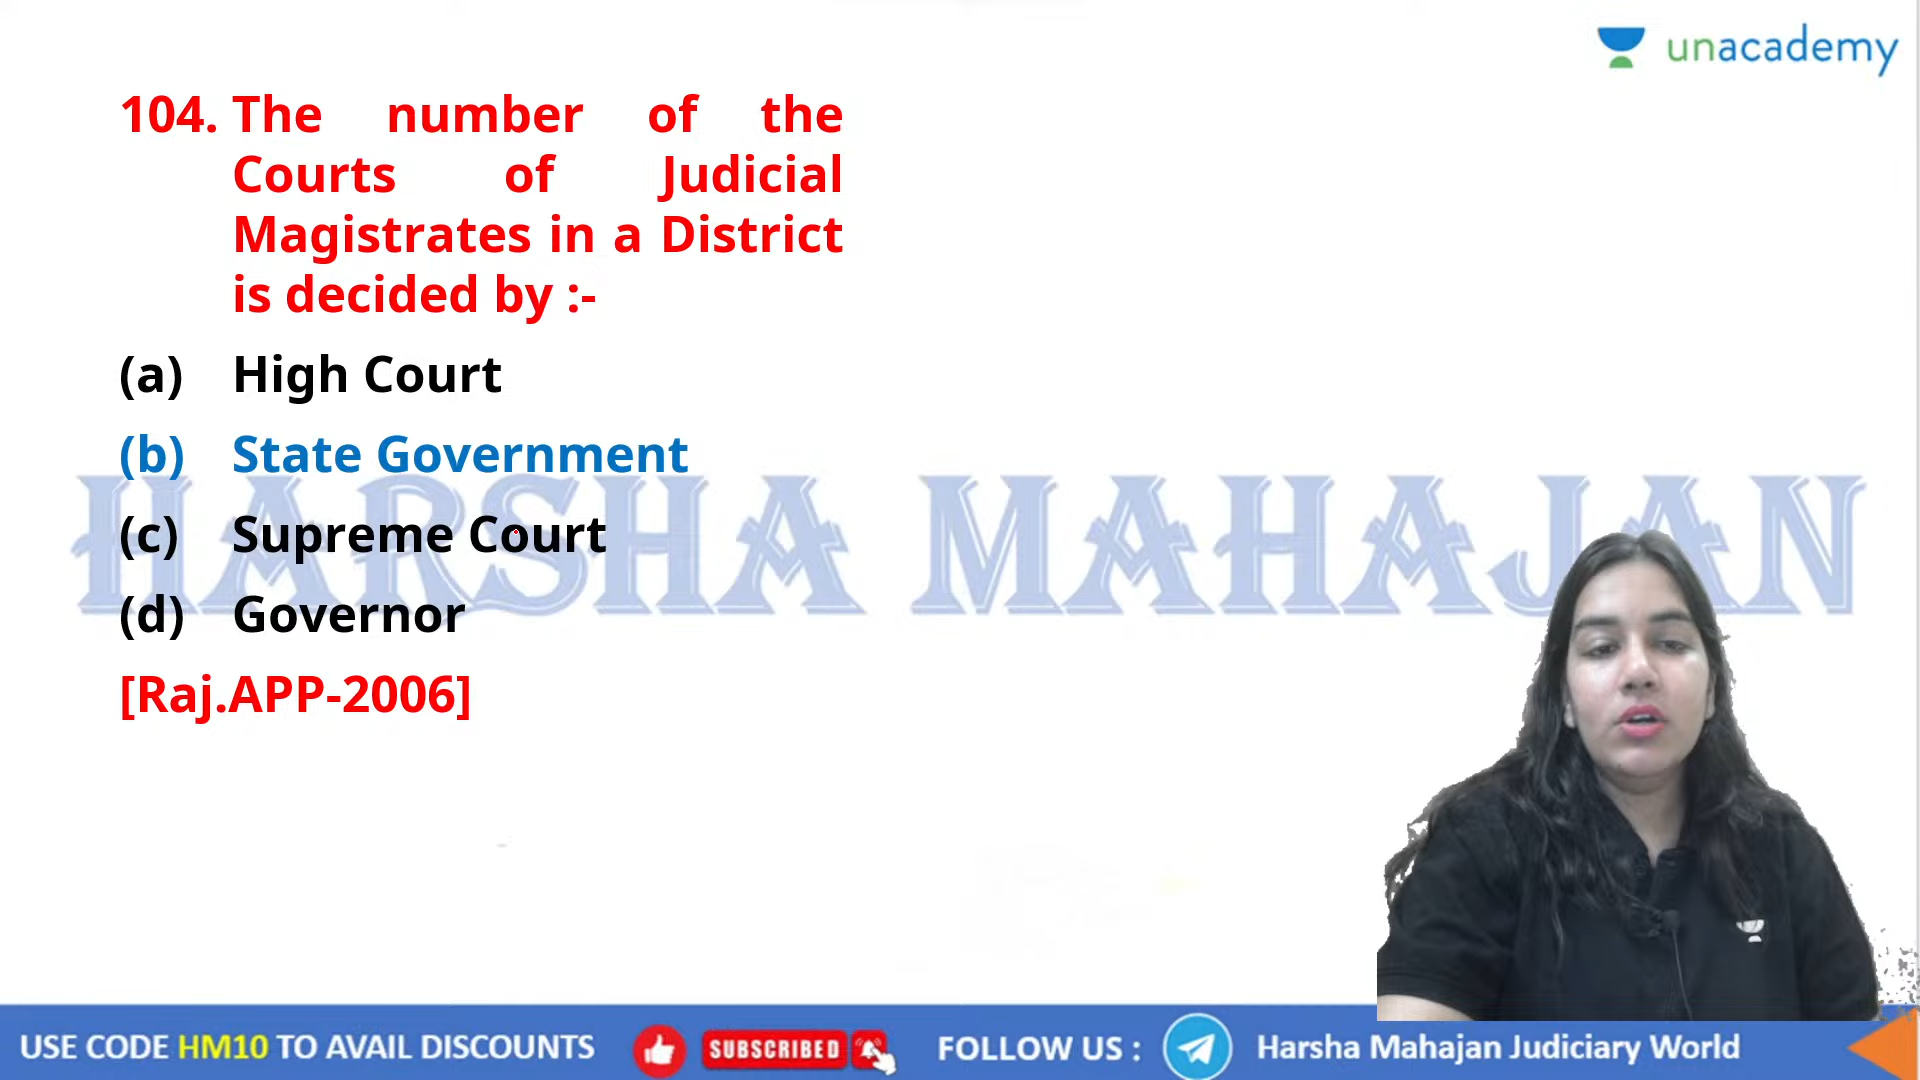 unacademy
104. The number of the
Courts of Judicial
Magistrates in a District
is decided by :-
(a) High Court
(b) State Government
(c) Supreme Court
(d) Governor
[Raj.APP-2006]
HARSHA MAHAJAN
USE CODE HM10 TO AVAIL DISCOUNTS
SUBSCRIBED
FOLLOW US :
Harsha Mahajan Judiciary World